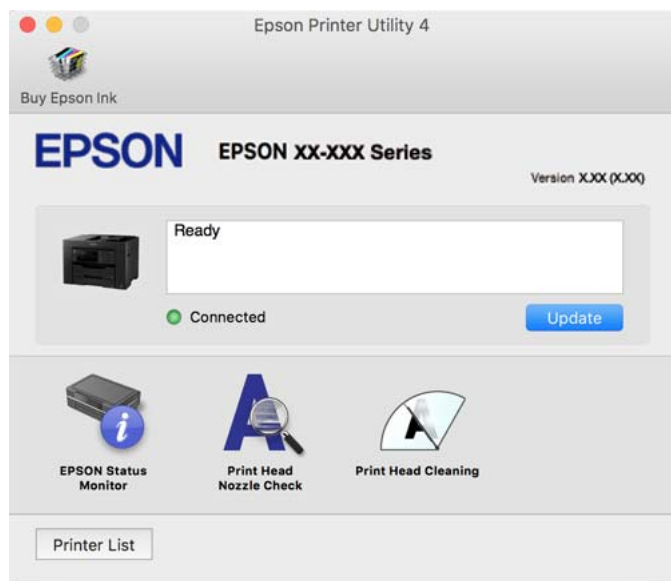 Epson Printer Utility 4
Buy Epson Ink
EPSON
EPSON XX-XXX Series
Version X.XX (X.XX)
Ready
Connected
Update
EPSON Status
Monitor
Print Head
Nozzle Check
Print Head Cleaning
Printer List